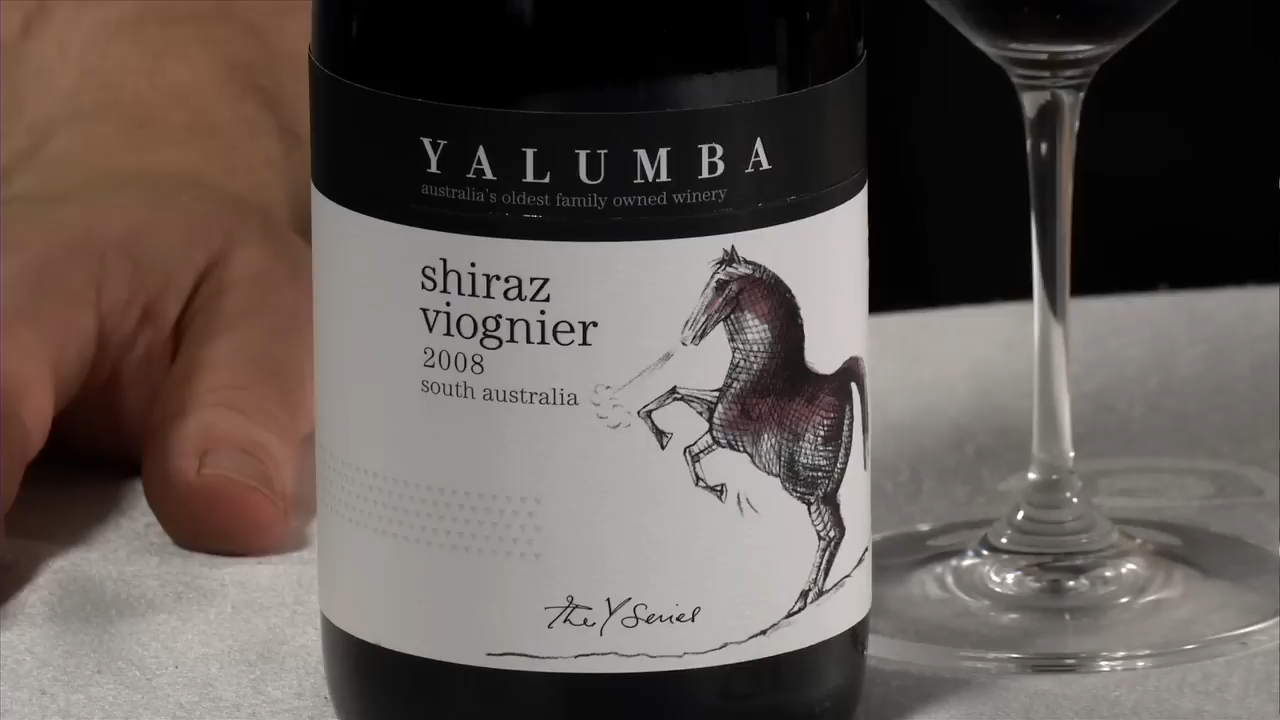 YALUMBA
australia's oldest family owned winery
shiraz
viognier
2008
south australia
the Y Series